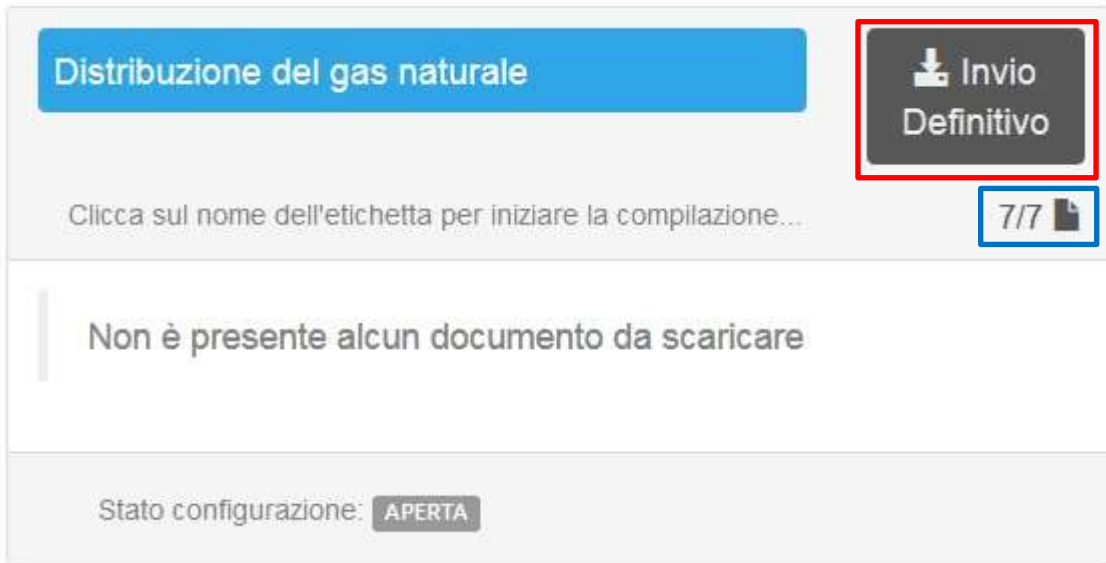 Distribuzione del gas naturale
Invio
Definitivo
Clicca sul nome dell'etichetta per iniziare la compilazione...
7/7
Non è presente alcun documento da scaricare
Stato configurazione: APERTA